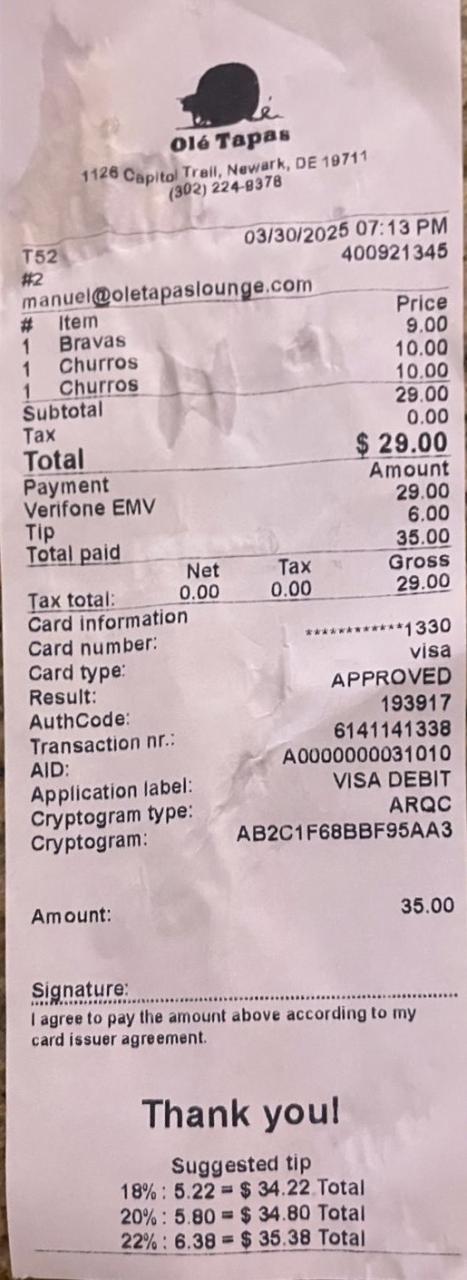 é
Olé Tapas
1126 Capitol Trail, Newark, DE 19711
(302) 224-9378
03/30/2025 07:13 PM
T52 400921345
#2
manuel@oletapaslounge.com
# Item Price
1 Bravas 9.00
1 Churros 10.00
1 Churros 10.00
Subtotal 29.00
Tax 0.00
Total $ 29.00
Payment Amount
Verifone EMV 29.00
Tip 6.00
Total paid 35.00
Net Tax Gross
Tax total: 0.00 0.00 29.00
Card information
Card number: ************1330
Card type: visa
Result: APPROVED
AuthCode: 193917
Transaction nr.: 6141141338
AID: A0000000031010
Application label: VISA DEBIT
Cryptogram type: ARQC
Cryptogram: AB2C1F68BBF95AA3
Amount: 35.00
Signature:
I agree to pay the amount above according to my
card issuer agreement.
Thank you!
Suggested tip
18% : 5.22 = $ 34.22 Total
20% : 5.80 = $ 34.80 Total
22% : 6.38 = $ 35.38 Total